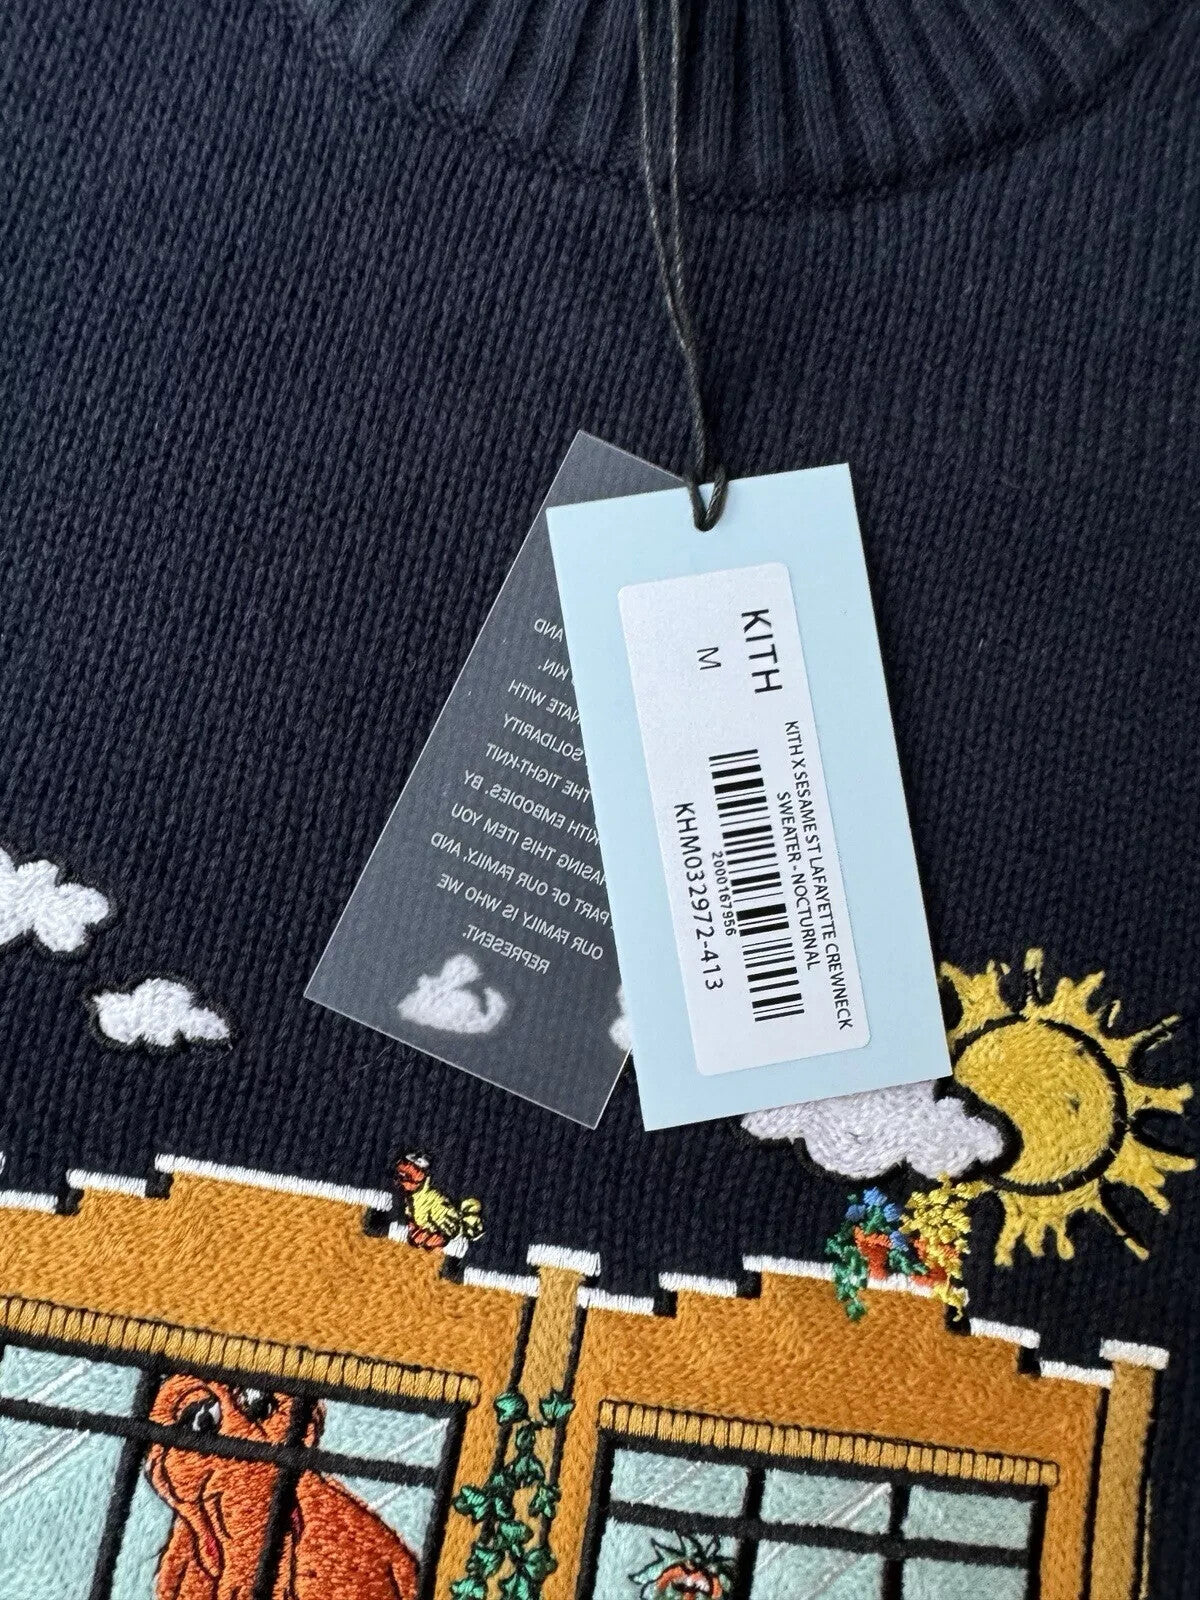 KITH
M
KITH X SESAME ST LAFAYETTE CREWNECK
SWEATER - NOCTURNAL
2000167956
KHM032972-413
AND
KIN.
NATE WITH
SOLIDARITY
THE TIGHT-KNIT
KITH EMBODIES. BY
HASING THIS ITEM YOU
PART OF OUR FAMILY, AND
OUR FAMILY IS WHO WE
REPRESENT.